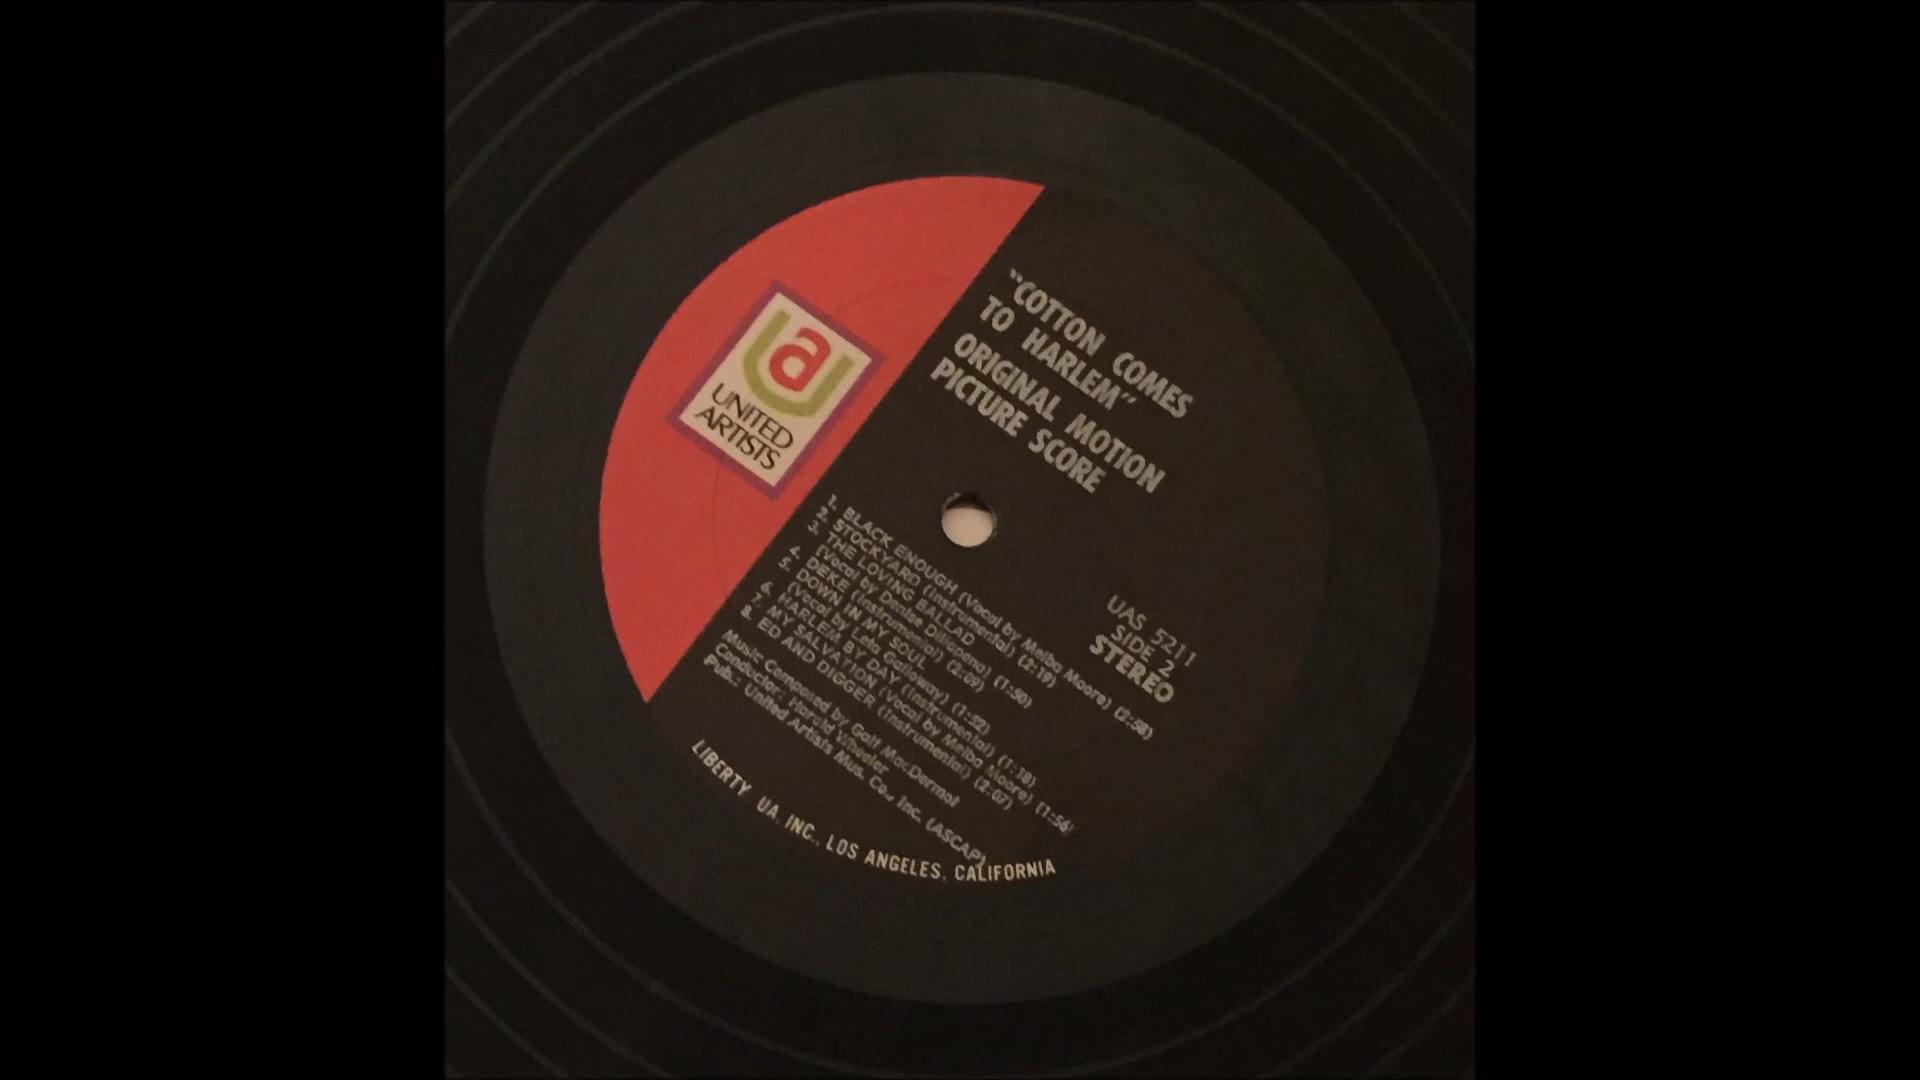 a
UNITED
ARTISTS
"COTTON COMES
TO HARLEM"
ORIGINAL MOTION
PICTURE SCORE
UAS 5211
SIDE 2
STEREO
1. BLACK ENOUGH (Vocal by Melba Moore) (2:58)
2. STOCKYARD (Instrumental) (2:19)
3. THE LOVING BALLAD
(Vocal by Denise Dillapena) (1:50)
4. DEKE (Instrumental) (2:09)
5. DOWN IN MY SOUL
(Vocal by Leta Galloway) (1:52)
6. HARLEM BY DAY (Instrumental) (1:18)
7. MY SALVATION (Vocal by Melba Moore) (1:56)
8. ED AND DIGGER (Instrumental) (2:07)
Music Composed by Galt MacDermot
Conductor: Harold Wheeler
Pub.: United Artists Mus. Co., Inc. (ASCAP)
LIBERTY UA, INC., LOS ANGELES, CALIFORNIA